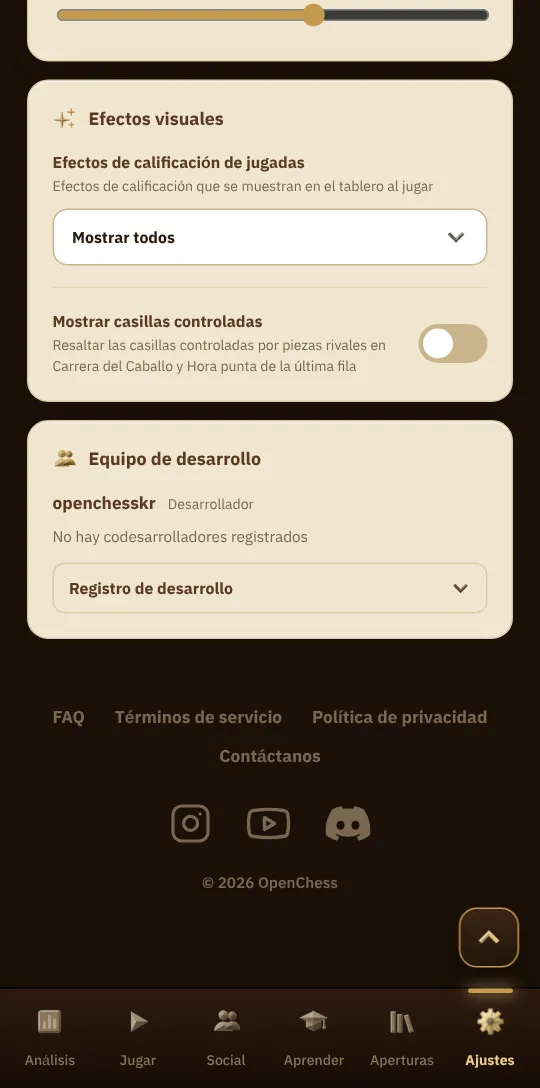 Efectos visuales
Efectos de calificación de jugadas
Efectos de calificación que se muestran en el tablero al jugar
Mostrar todos
Mostrar casillas controladas
Resaltar las casillas controladas por piezas rivales en
Carrera del Caballo y Hora punta de la última fila
Equipo de desarrollo
openchesskr Desarrollador
No hay codesarrolladores registrados
Registro de desarrollo
FAQ Términos de servicio Política de privacidad
Contáctanos
© 2026 OpenChess
Análisis Jugar Social Aprender Aperturas Ajustes